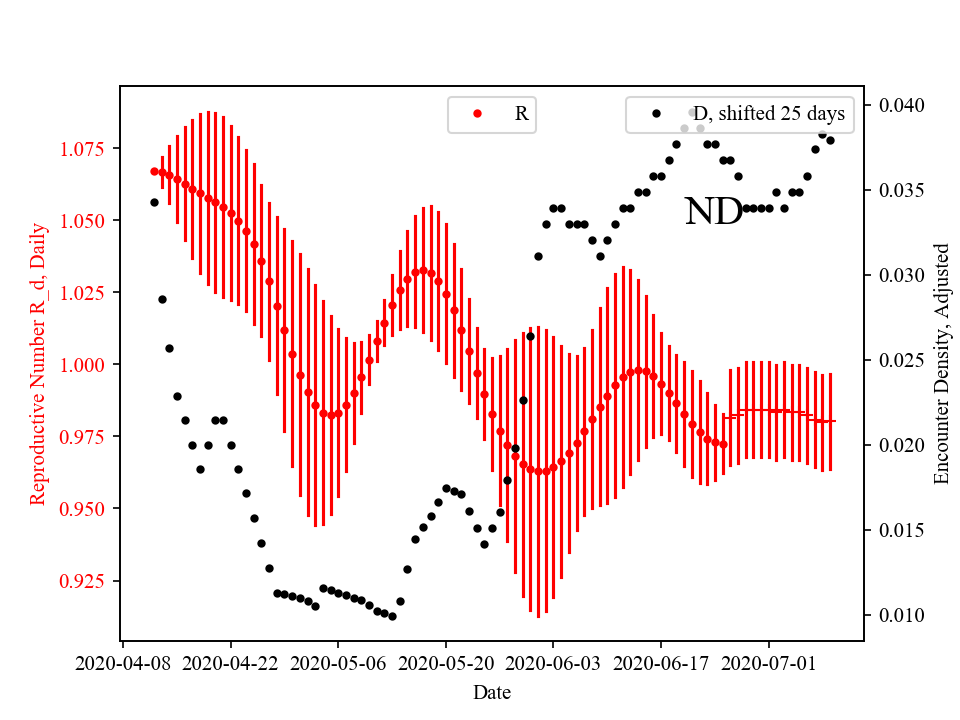 R
D, shifted 25 days
ND
Reproductive Number R_d, Daily
1.075
1.050
1.025
1.000
0.975
0.950
0.925
0.040
0.035
0.030
0.025
0.020
0.015
0.010
Encounter Density, Adjusted
2020-04-08 2020-04-22 2020-05-06 2020-05-20 2020-06-03 2020-06-17 2020-07-01
Date